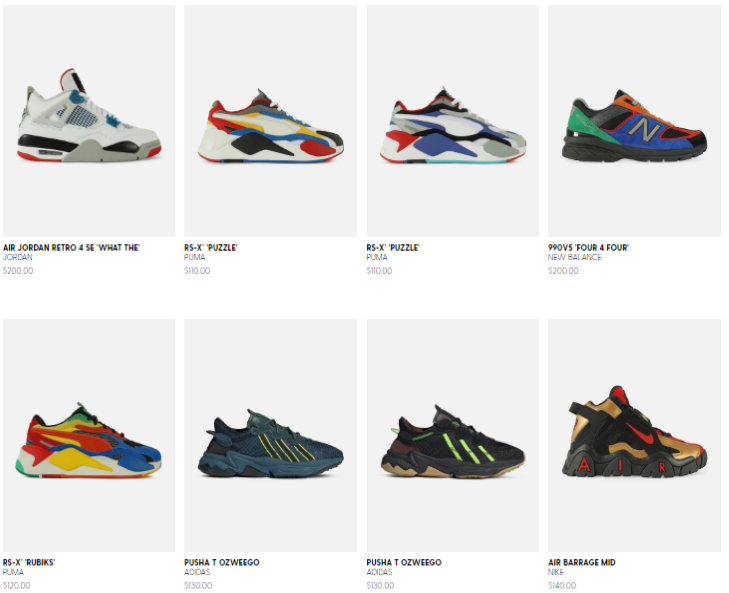 AIR JORDAN RETRO 4 SE 'WHAT THE'
JORDAN
$200.00
RS-X³ 'PUZZLE'
PUMA
$110.00
RS-X³ 'PUZZLE'
PUMA
$110.00
N
990V5 'FOUR 4 FOUR'
NEW BALANCE
$200.00
RS-X³ 'RUBIKS'
PUMA
$120.00
PUSHA T OZWEEGO
ADIDAS
$130.00
PUSHA T OZWEEGO
ADIDAS
$130.00
A I R
AIR BARRAGE MID
NIKE
$140.00